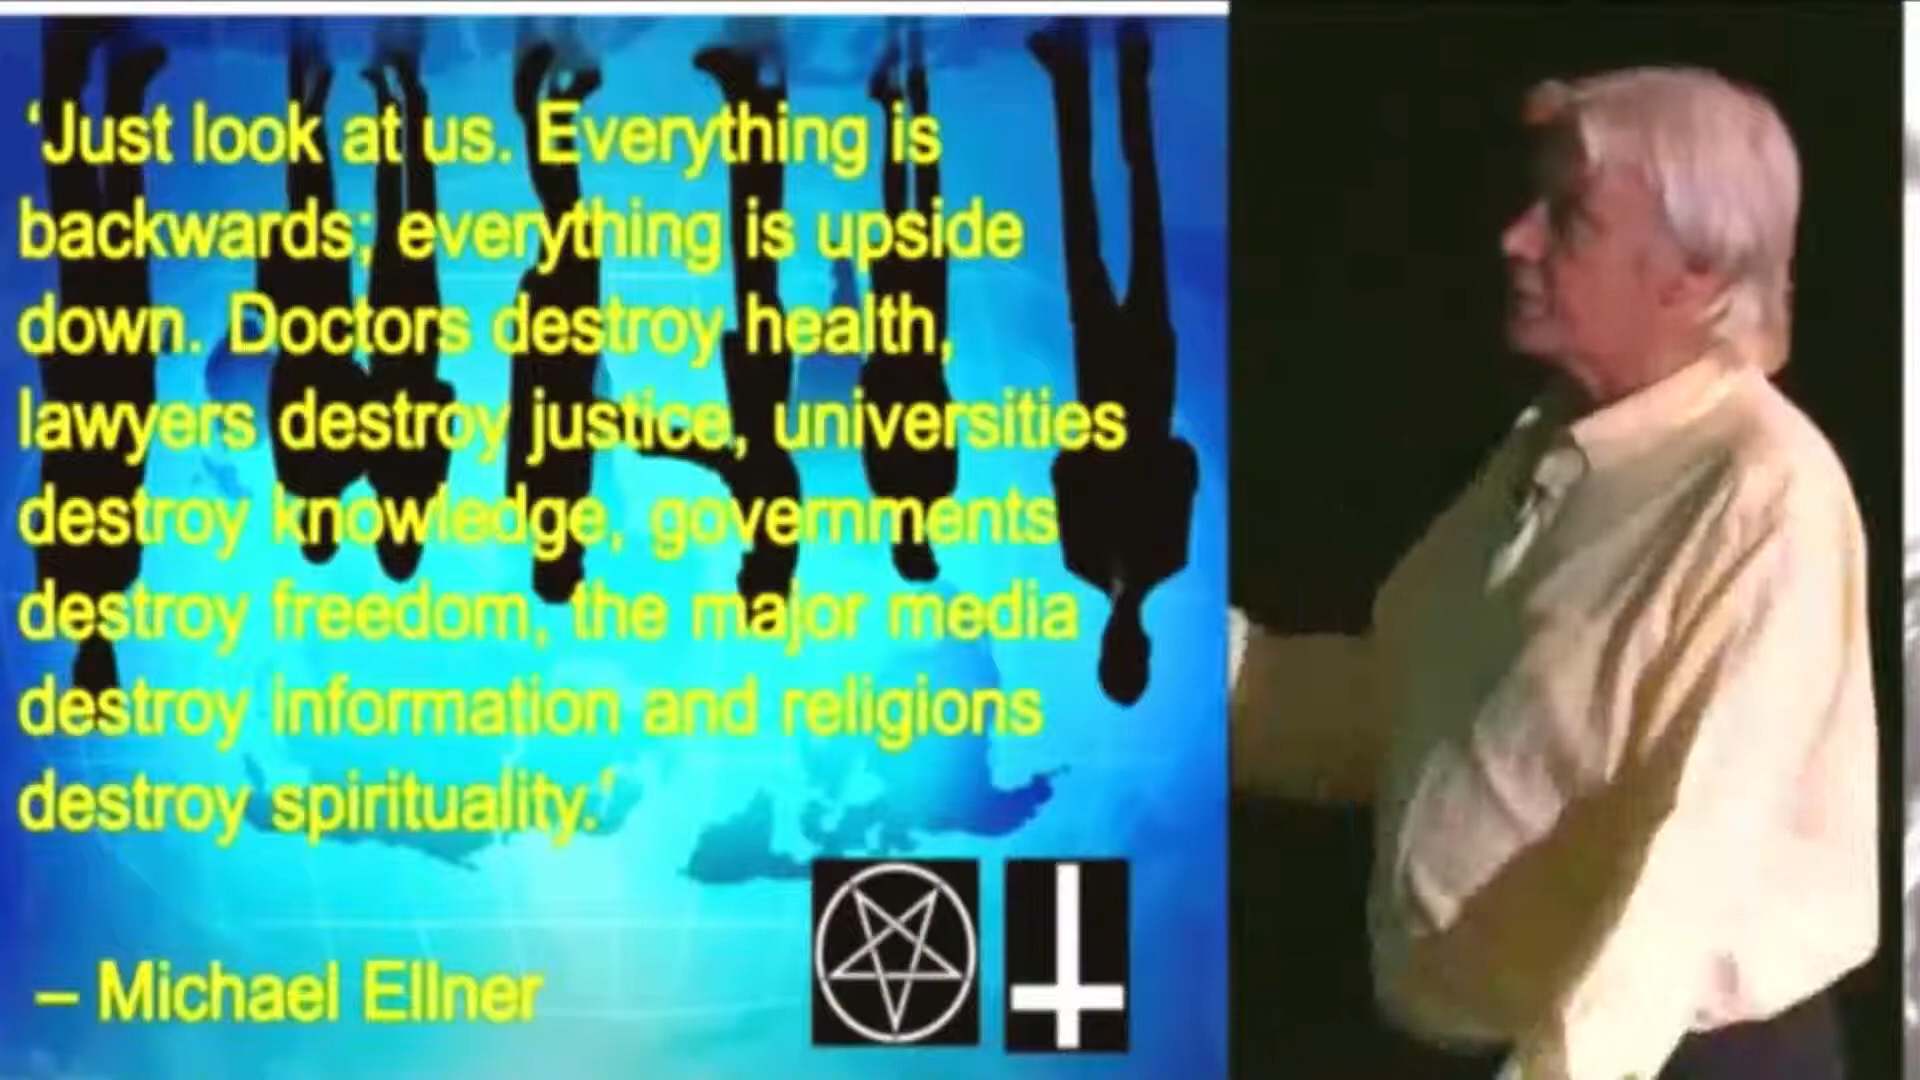 ‘Just look at us. Everything is
backwards; everything is upside
down. Doctors destroy health,
lawyers destroy justice, universities
destroy knowledge, governments
destroy freedom, the major media
destroy information and religions
destroy spirituality.’
– Michael Ellner